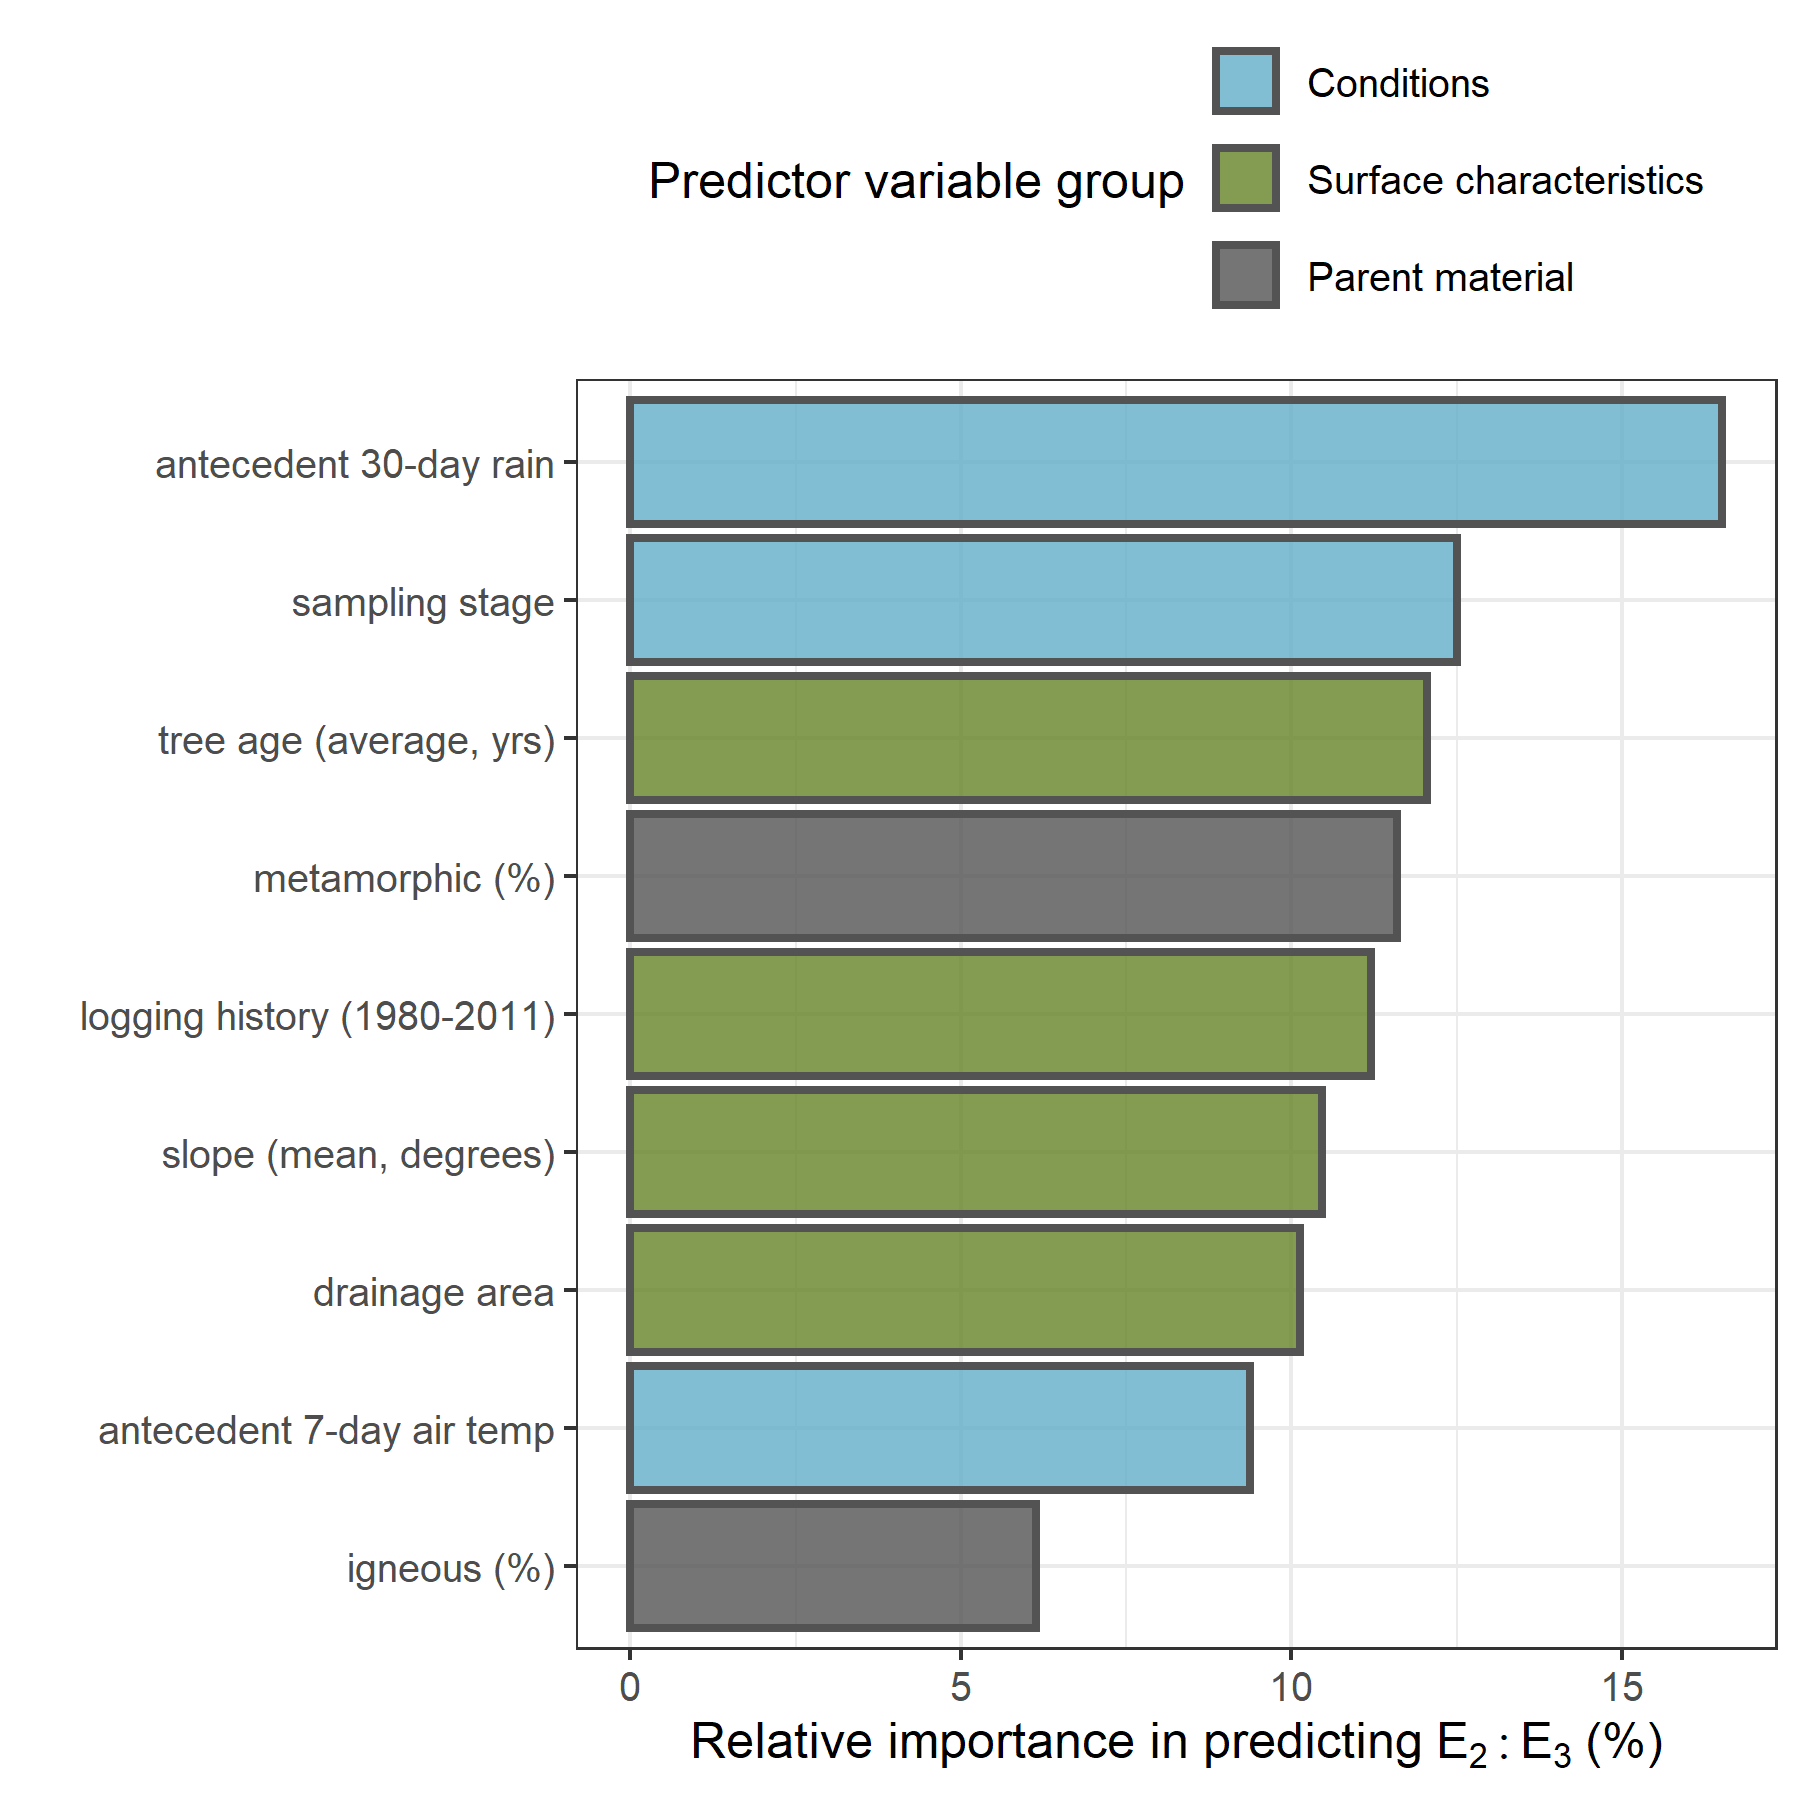 Conditions
Predictor variable group
Surface characteristics
Parent material
antecedent 30-day rain
sampling stage
tree age (average, yrs)
metamorphic (%)
logging history (1980-2011)
slope (mean, degrees)
drainage area
antecedent 7-day air temp
igneous (%)
0 5 10 15
Relative importance in predicting E₂ : E₃ (%)